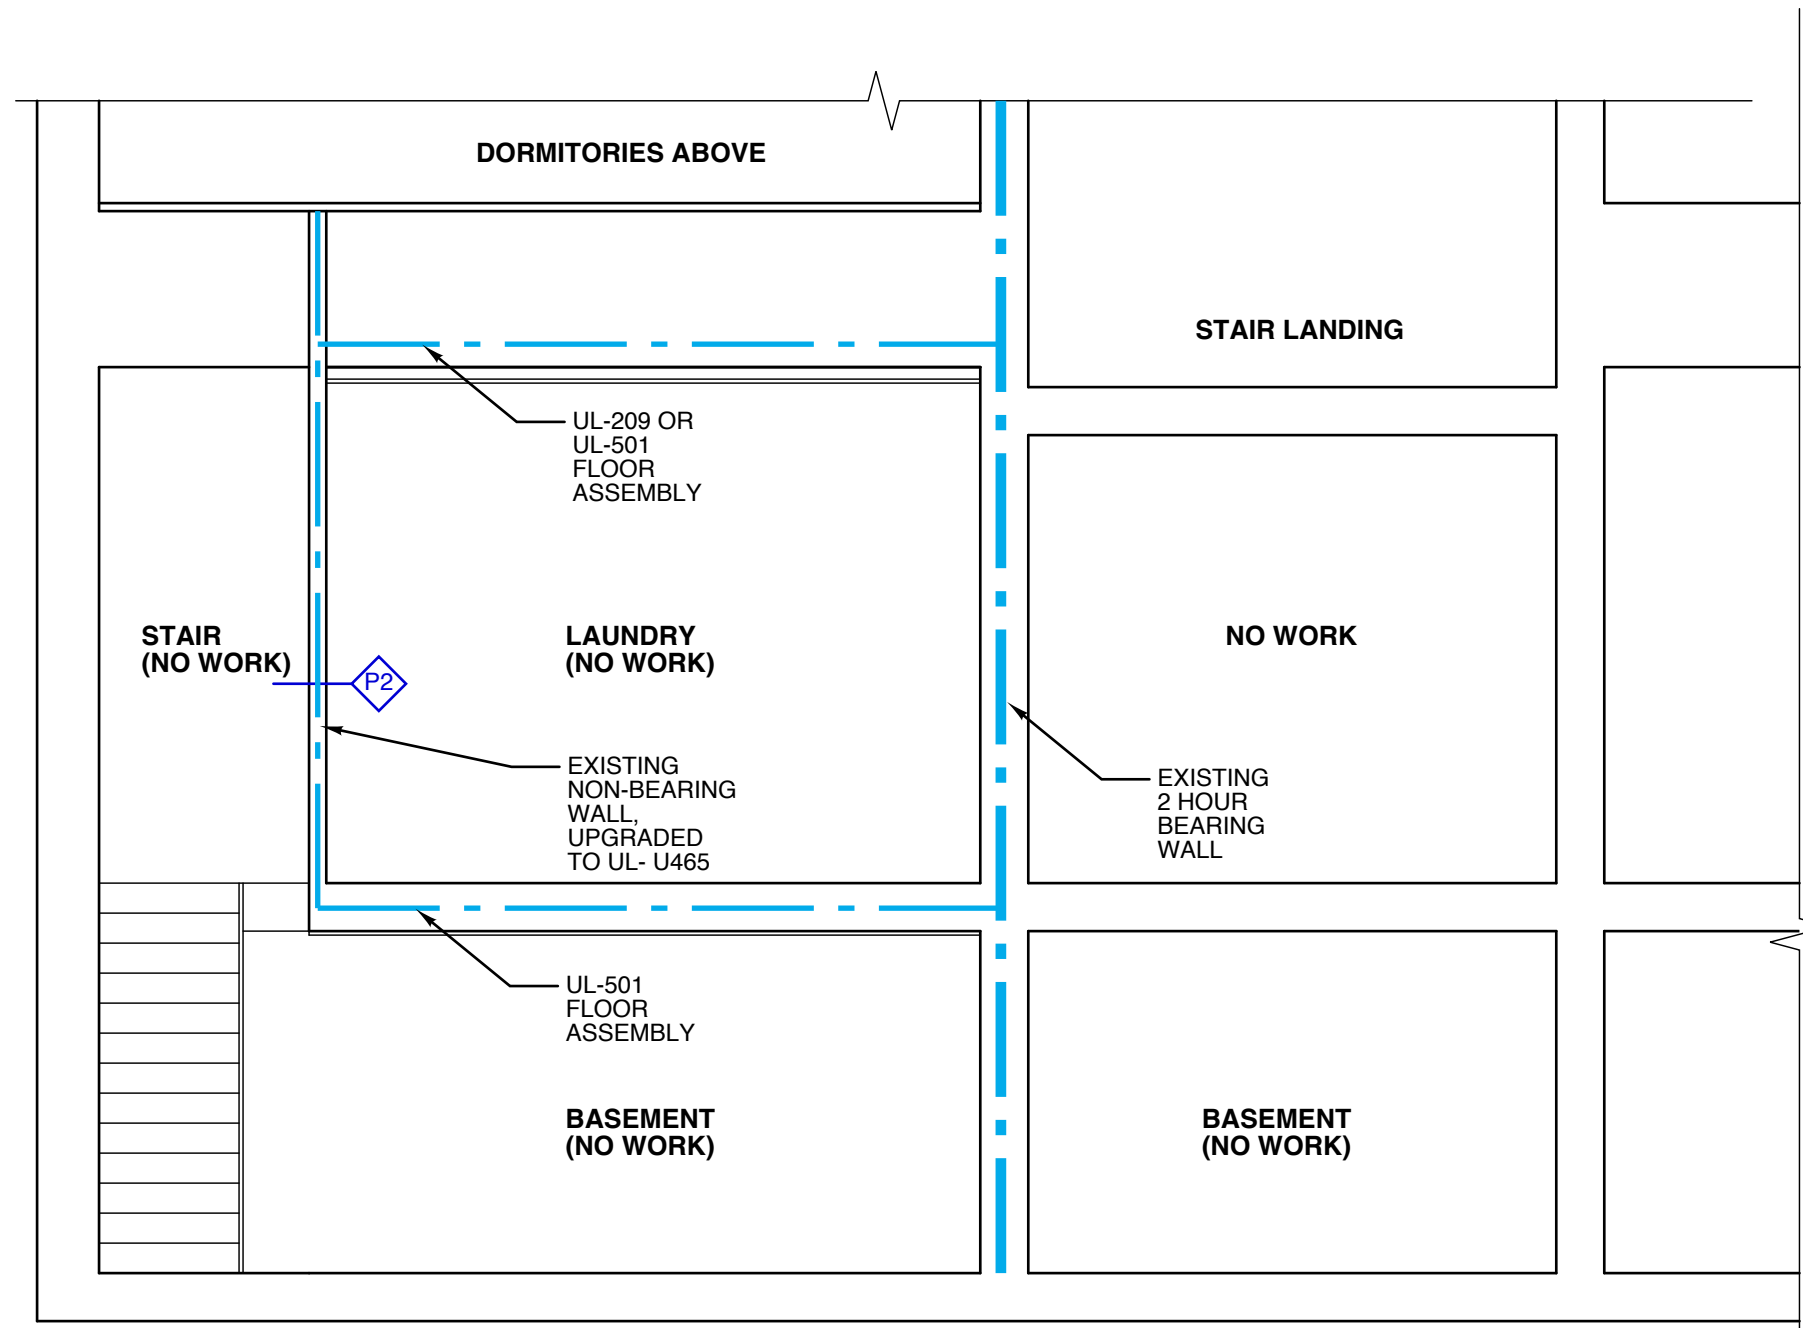 DORMITORIES ABOVE
STAIR LANDING
UL-209 OR
UL-501
FLOOR
ASSEMBLY
STAIR
(NO WORK)
P2
LAUNDRY
(NO WORK)
NO WORK
EXISTING
NON-BEARING
WALL,
UPGRADED
TO UL- U465
EXISTING
2 HOUR
BEARING
WALL
UL-501
FLOOR
ASSEMBLY
BASEMENT
(NO WORK)
BASEMENT
(NO WORK)